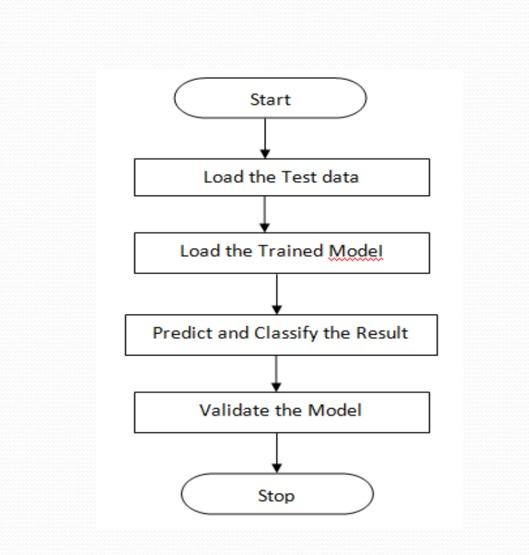 Start
Load the Test data
Load the Trained Model
Predict and Classify the Result
Validate the Model
Stop